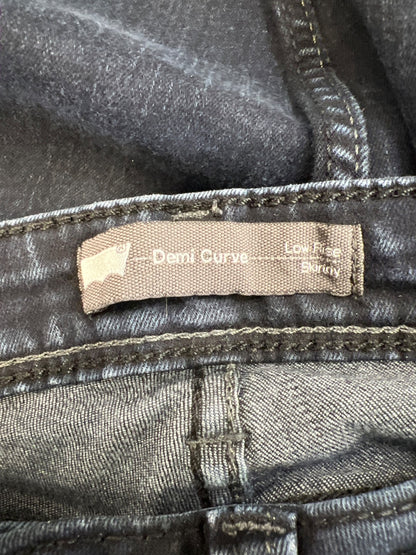 Demi Curve
Low Rise
Skinny